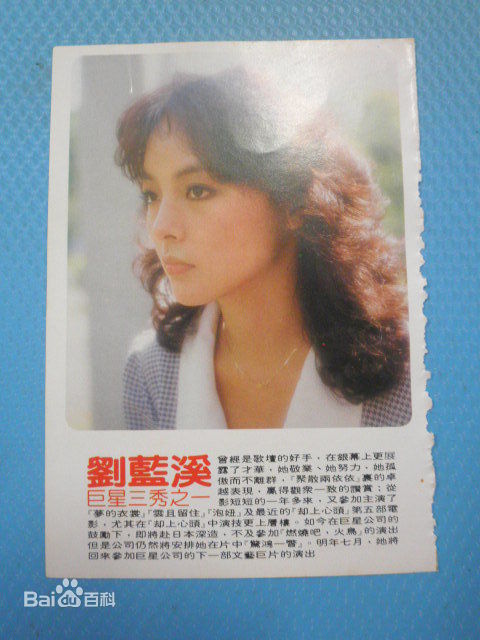 劉藍溪
巨星三秀之一
曾經是歌壇的好手，在銀幕上更展
露了才華，她敬業、她努力，她孤
傲而不離群，「聚散兩依依」裏的卓
越表現，贏得觀衆一致的讚賞；從
影短短的一年多來，又參加主演了
「夢的衣裳」「雲且留住」「泡妞」及最近的「却上心頭」第五部電
影，尤其在「却上心頭」中演技更上層樓。如今在巨星公司的
鼓勵下，即將赴日本深造，不及參加「燃燒吧，火鳥」的演出
但是公司仍然將安排她在片中「驚鴻一瞥」。明年七月，她將
回來參加巨星公司的下一部文藝巨片的演出
Bai百科